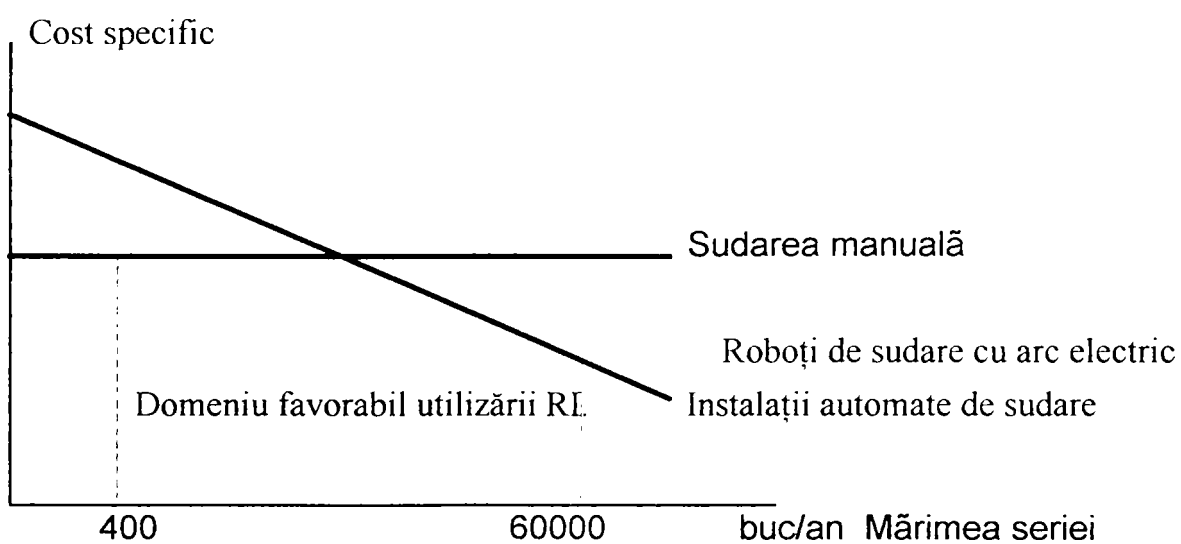 Cost specific
Sudarea manuală
Roboți de sudare cu arc electric
Domeniu favorabil utilizării
Instalații automate de sudare
400
60000
buc/an Mărimea seriei